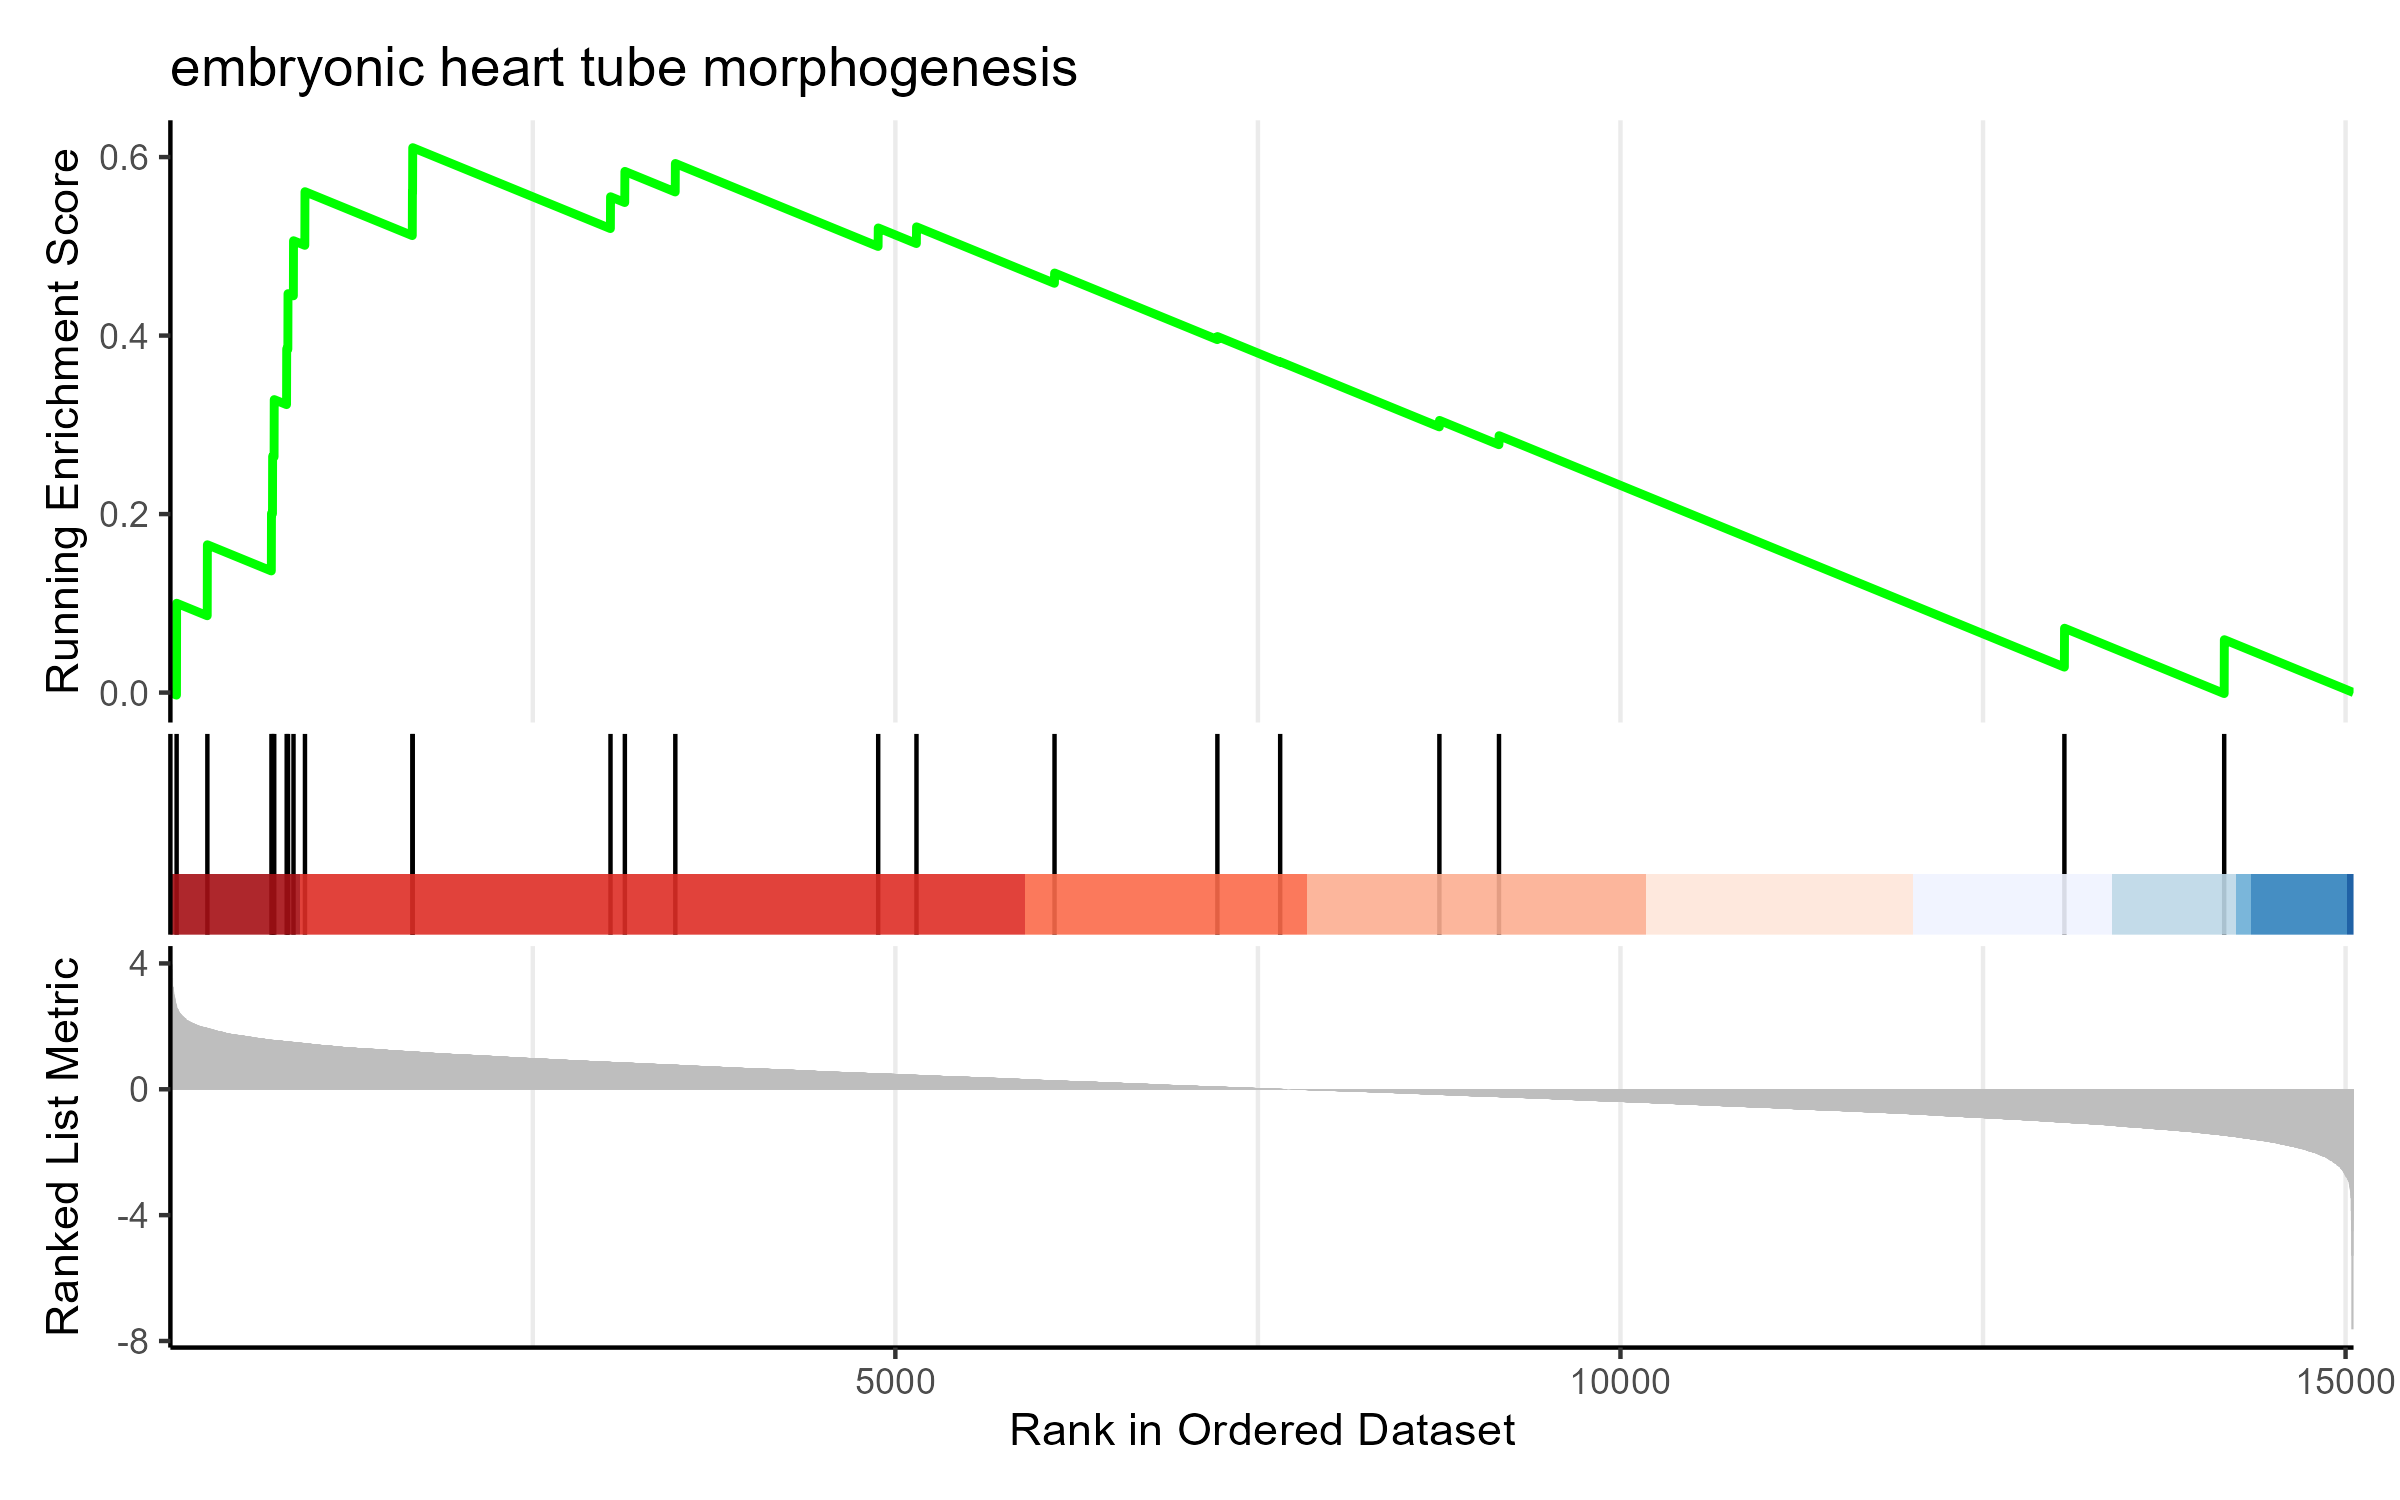 embryonic heart tube morphogenesis
Running Enrichment Score
0.6
0.4
0.2
0.0
Ranked List Metric
4
0
-4
-8
5000
10000
15000
Rank in Ordered Dataset